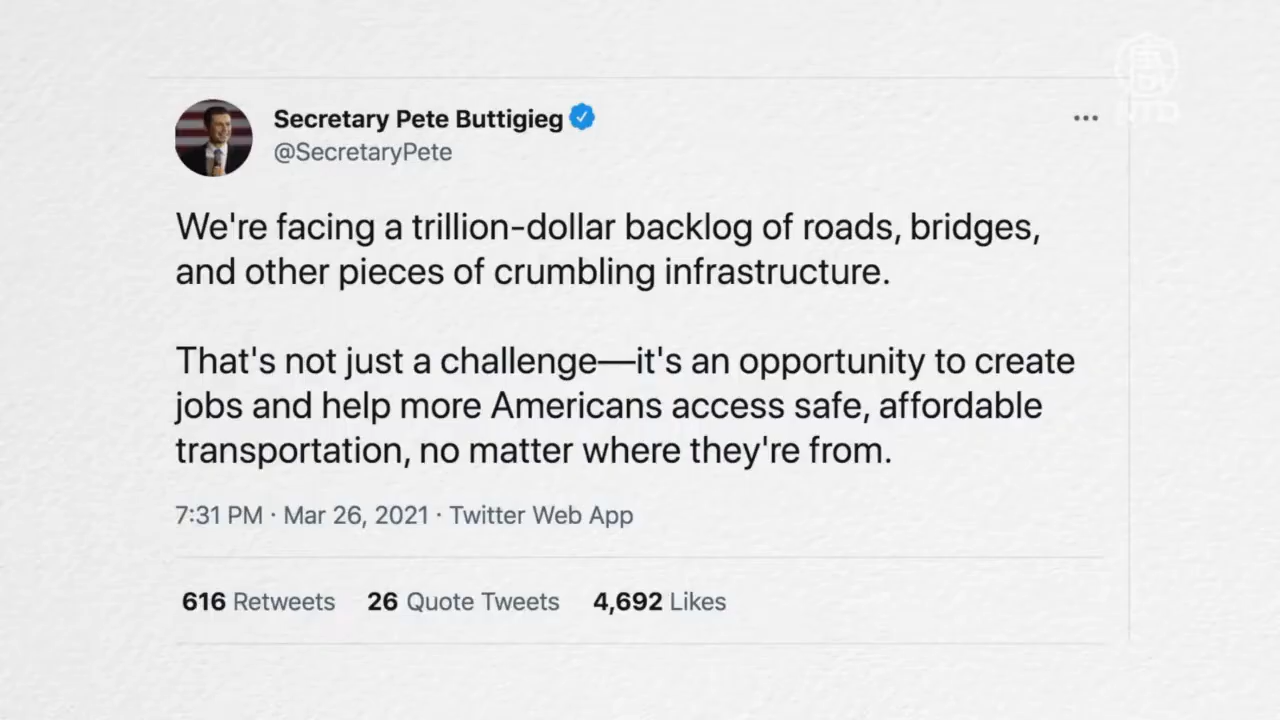 Secretary Pete Buttigieg
@SecretaryPete
We're facing a trillion-dollar backlog of roads, bridges,
and other pieces of crumbling infrastructure.
That's not just a challenge—it's an opportunity to create
jobs and help more Americans access safe, affordable
transportation, no matter where they're from.
7:31 PM · Mar 26, 2021 · Twitter Web App
616 Retweets 26 Quote Tweets 4,692 Likes
NTD